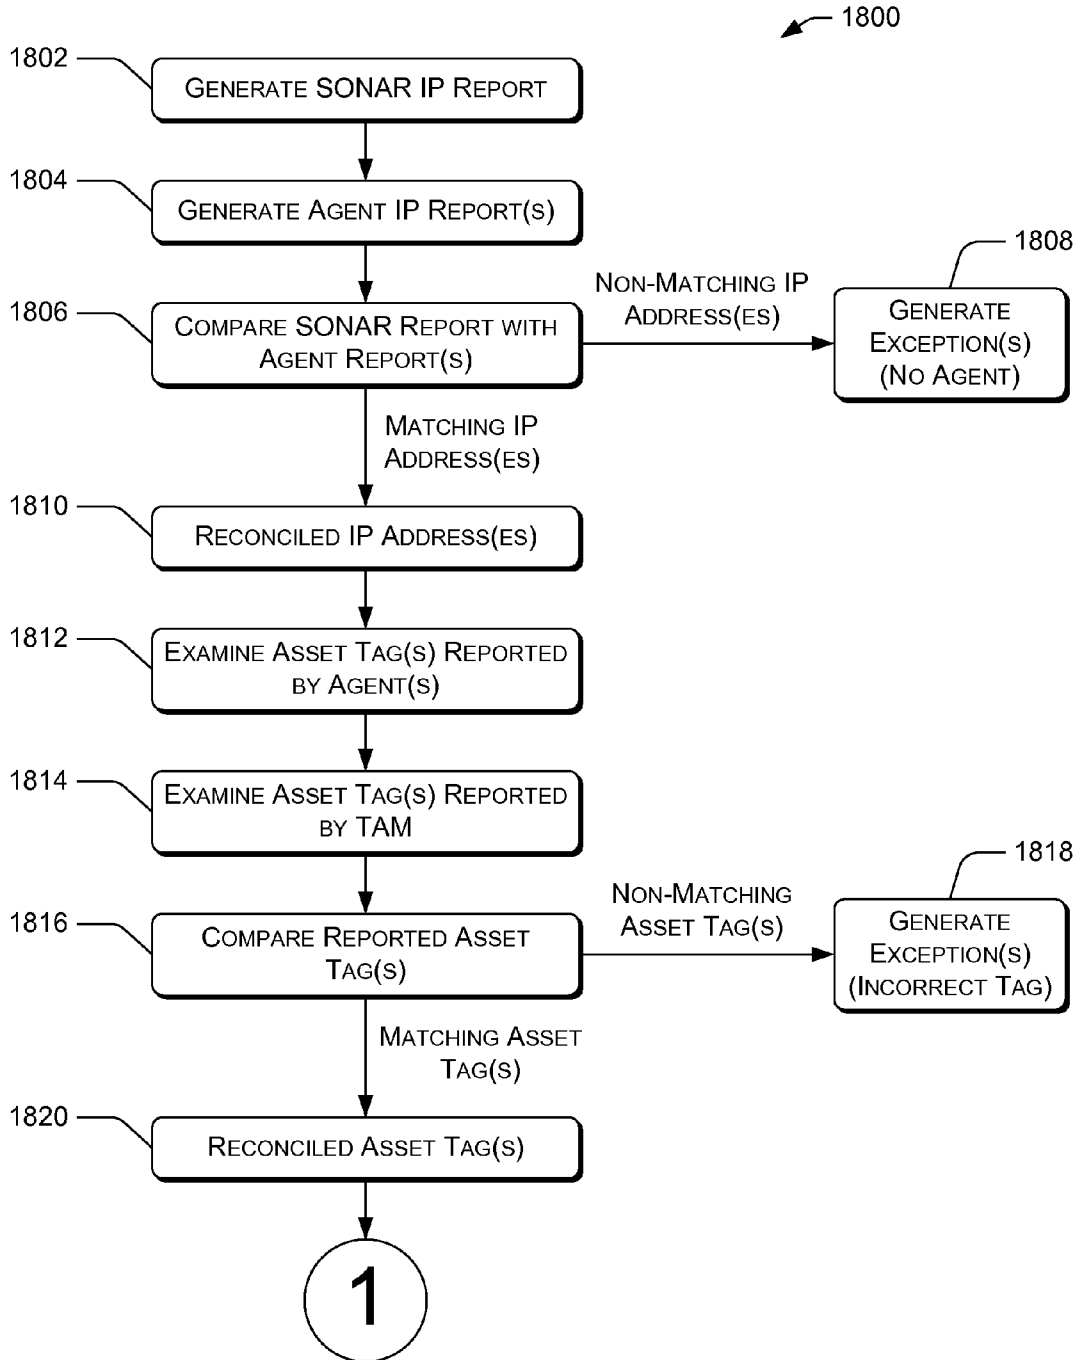 1800
1802
GENERATE SONAR IP REPORT
1804
GENERATE AGENT IP REPORT(S)
1806
COMPARE SONAR REPORT WITH
AGENT REPORT(S)
NON-MATCHING IP
ADDRESS(ES)
1808
GENERATE
EXCEPTION(S)
(NO AGENT)
MATCHING IP
ADDRESS(ES)
1810
RECONCILED IP ADDRESS(ES)
1812
EXAMINE ASSET TAG(S) REPORTED
BY AGENT(S)
1814
EXAMINE ASSET TAG(S) REPORTED
BY TAM
1816
COMPARE REPORTED ASSET
TAG(S)
NON-MATCHING
ASSET TAG(S)
1818
GENERATE
EXCEPTION(S)
(INCORRECT TAG)
MATCHING ASSET
TAG(S)
1820
RECONCILED ASSET TAG(S)
1